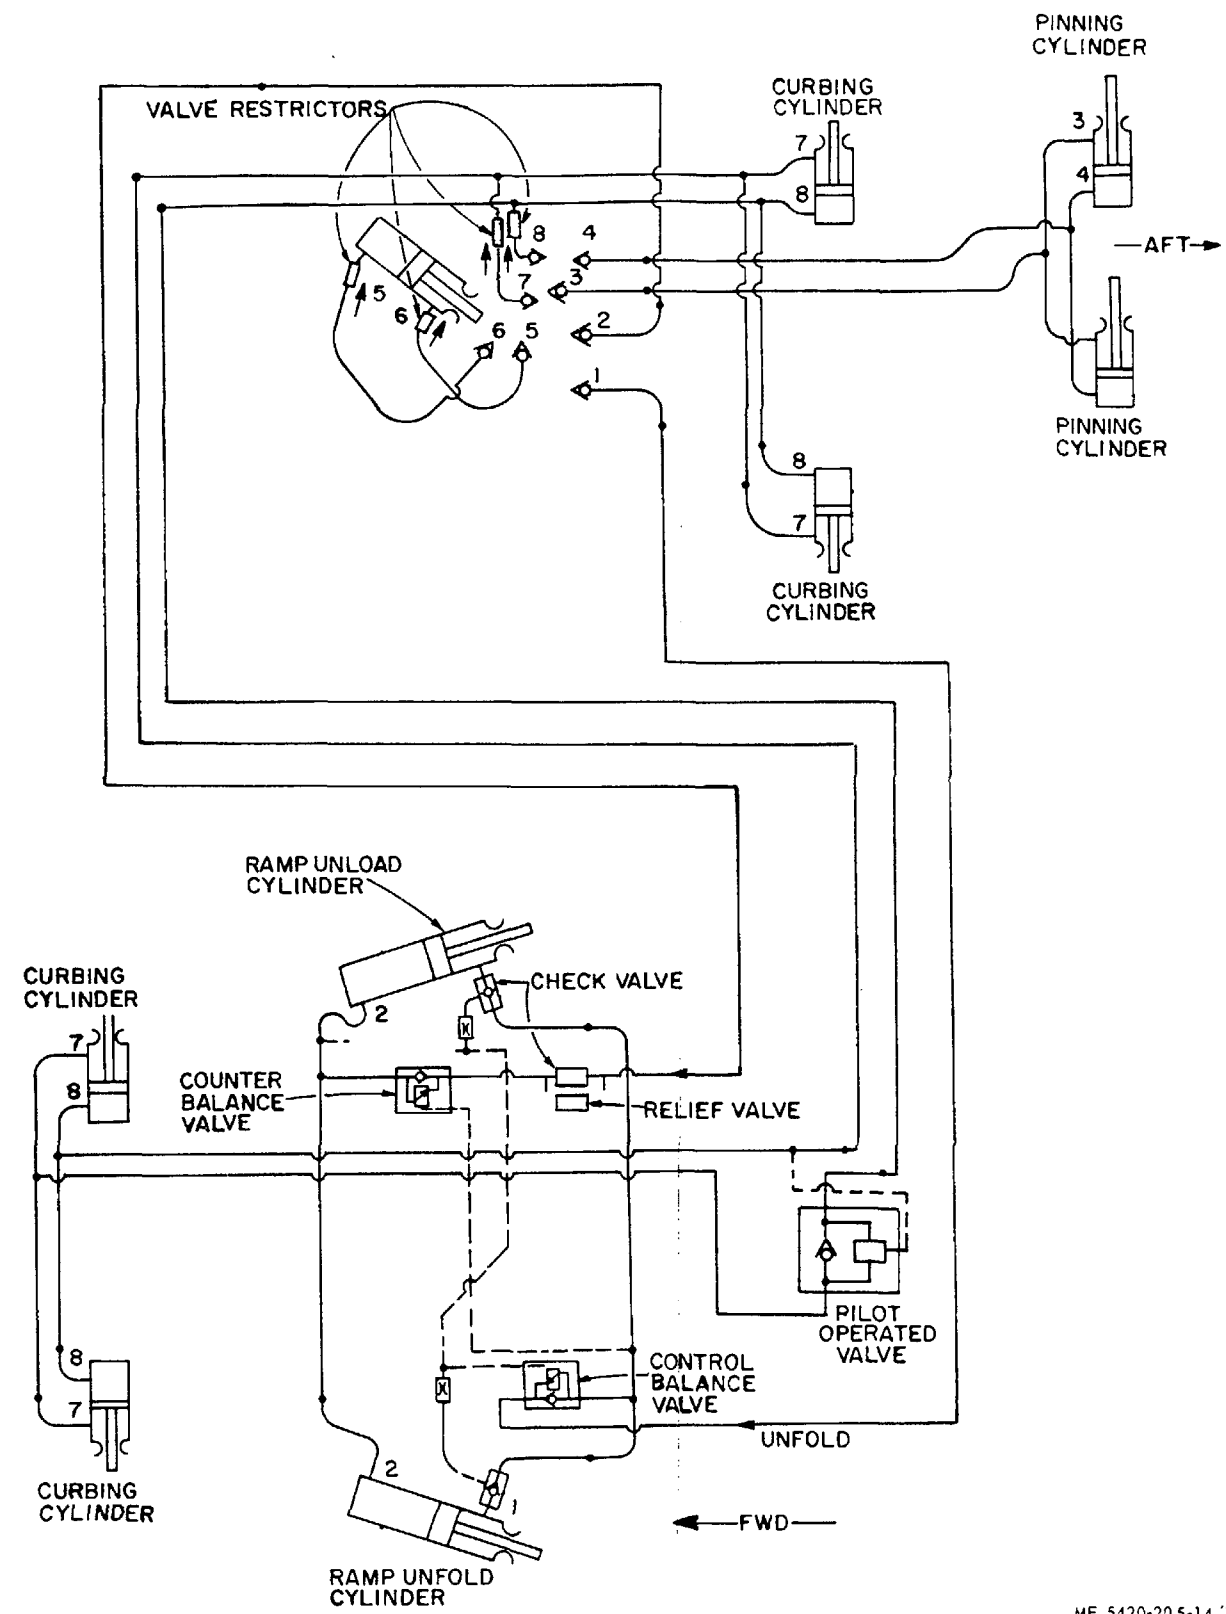 PINNING
CYLINDER
CURBING
CYLINDER
VALVE RESTRICTORS
3
4
7
8
8
4
AFT
5
7
3
6
6
5
2
1
PINNING
CYLINDER
8
7
CURBING
CYLINDER
RAMP UNLOAD
CYLINDER
CURBING
CYLINDER
CHECK VALVE
2
7
8
COUNTER
BALANCE
VALVE
RELIEF VALVE
PILOT
OPERATED
VALVE
8
CONTROL
BALANCE
VALVE
7
UNFOLD
2
1
CURBING
CYLINDER
FWD
RAMP UNFOLD
CYLINDER